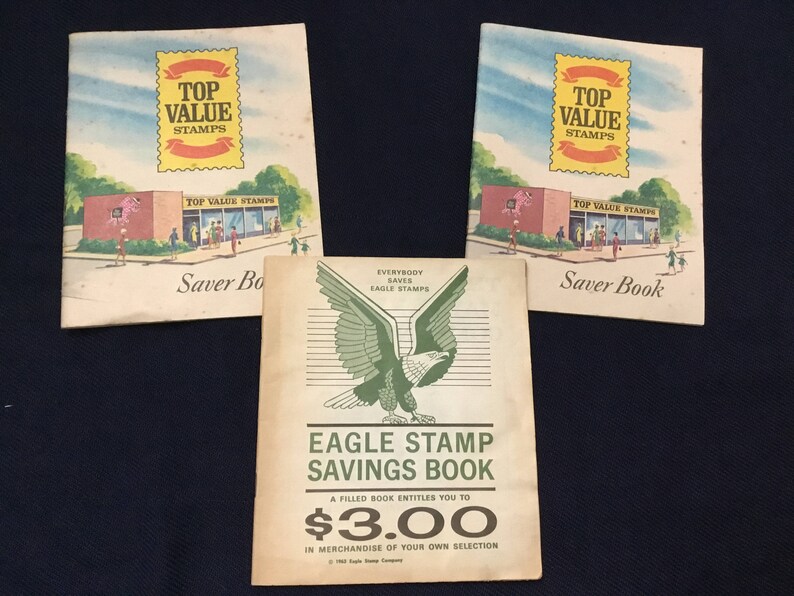 TOP
VALUE
STAMPS
TOP VALUE STAMPS
Saver Bo
TOP
VALUE
STAMPS
TOP VALUE STAMPS
Saver Book
EVERYBODY
SAVES
EAGLE STAMPS
EAGLE STAMP
SAVINGS BOOK
A FILLED BOOK ENTITLES YOU TO
$3.00
IN MERCHANDISE OF YOUR OWN SELECTION
© 1963 Eagle Stamp Company